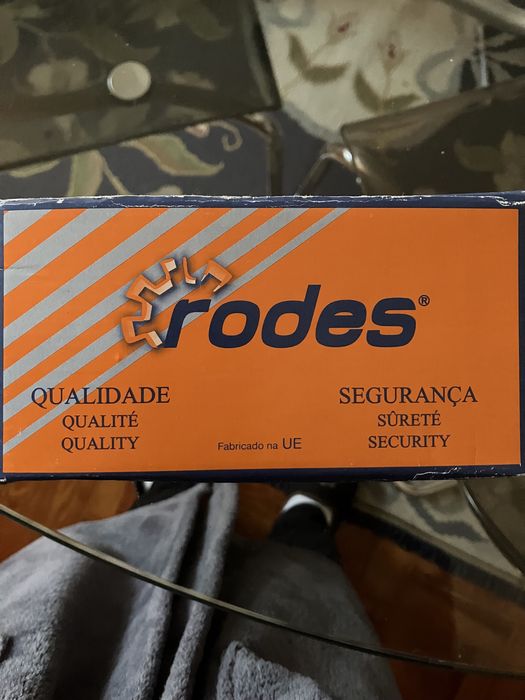 rodes®
QUALIDADE
QUALITÉ
QUALITY
Fabricado na UE
SEGURANÇA
SÛRETÉ
SECURITY